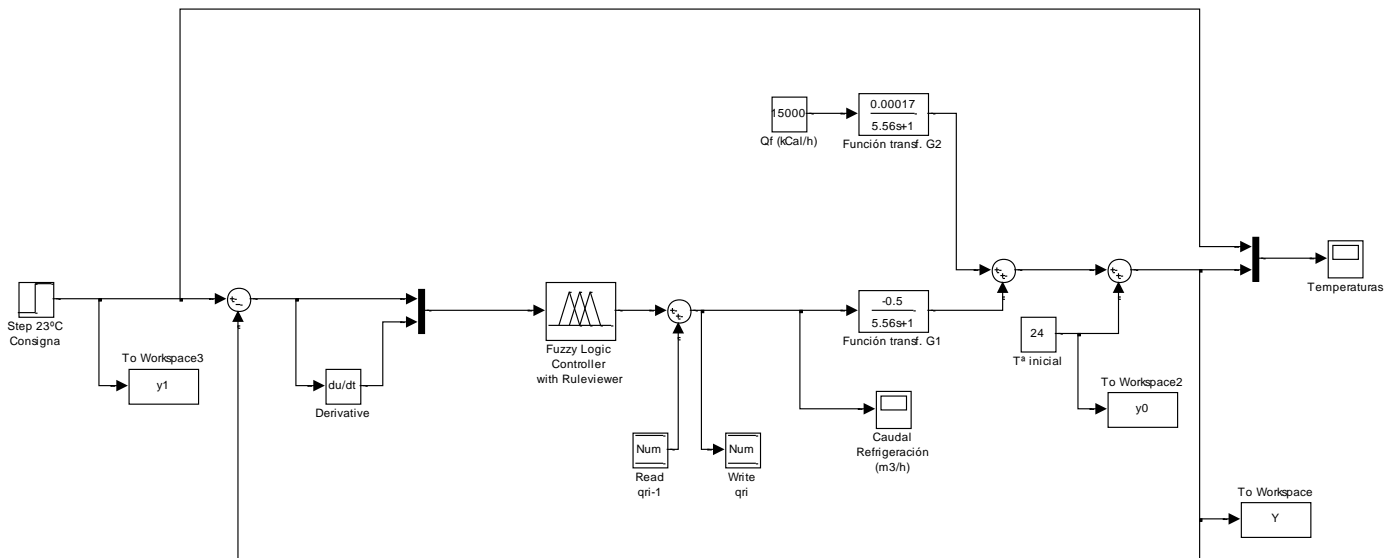 15000
Qf (kCal/h)
0.00017
5.56s+1
Función transf. G2
Step 23ºC
Consigna
To Workspace3
y1
du/dt
Derivative
Fuzzy Logic
Controller
with Ruleviewer
Num
Read
qri-1
Num
Write
qri
-0.5
5.56s+1
Función transf. G1
Caudal
Refrigeración
(m3/h)
24
Tª inicial
To Workspace2
y0
Temperaturas
To Workspace
Y